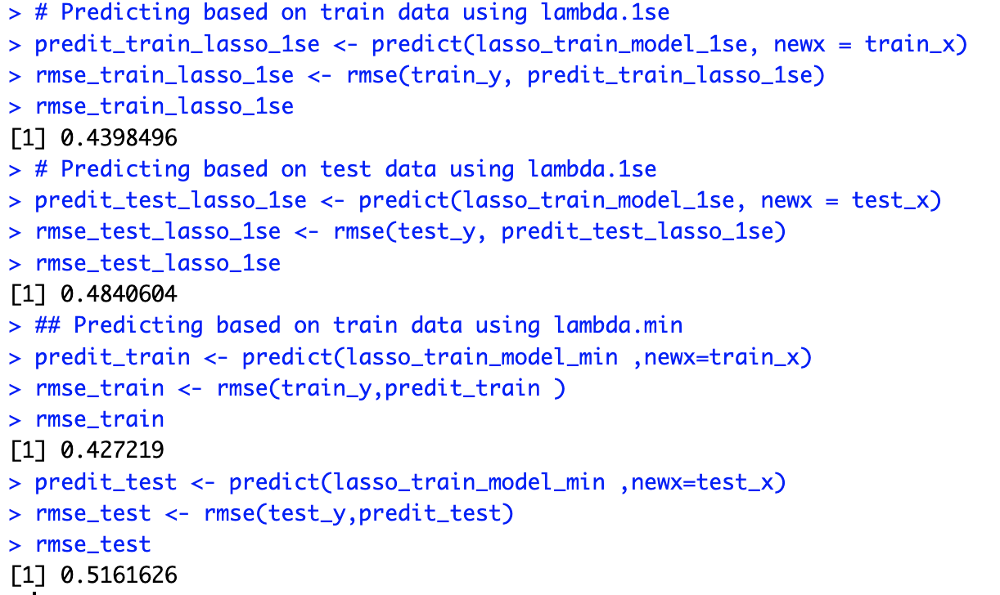 > # Predicting based on train data using lambda.1se
> predit_train_lasso_1se <- predict(lasso_train_model_1se, newx = train_x)
> rmse_train_lasso_1se <- rmse(train_y, predit_train_lasso_1se)
> rmse_train_lasso_1se
[1] 0.4398496
> # Predicting based on test data using lambda.1se
> predit_test_lasso_1se <- predict(lasso_train_model_1se, newx = test_x)
> rmse_test_lasso_1se <- rmse(test_y, predit_test_lasso_1se)
> rmse_test_lasso_1se
[1] 0.4840604
> ## Predicting based on train data using lambda.min
> predit_train <- predict(lasso_train_model_min ,newx=train_x)
> rmse_train <- rmse(train_y,predit_train )
> rmse_train
[1] 0.427219
> predit_test <- predict(lasso_train_model_min ,newx=test_x)
> rmse_test <- rmse(test_y,predit_test)
> rmse_test
[1] 0.5161626